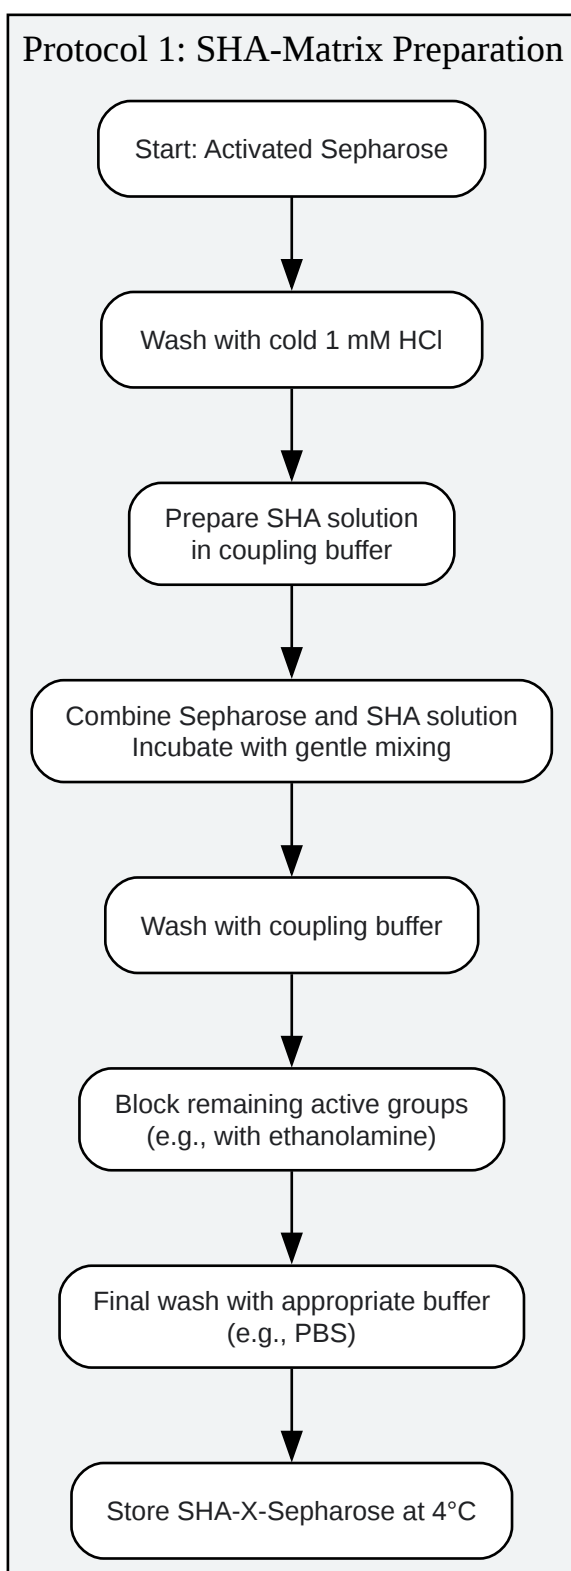 Protocol 1: SHA-Matrix Preparation
Start: Activated Sepharose
Wash with cold 1 mM HCl
Prepare SHA solution
in coupling buffer
Combine Sepharose and SHA solution
Incubate with gentle mixing
Wash with coupling buffer
Block remaining active groups
(e.g., with ethanolamine)
Final wash with appropriate buffer
(e.g., PBS)
Store SHA-X-Sepharose at 4°C